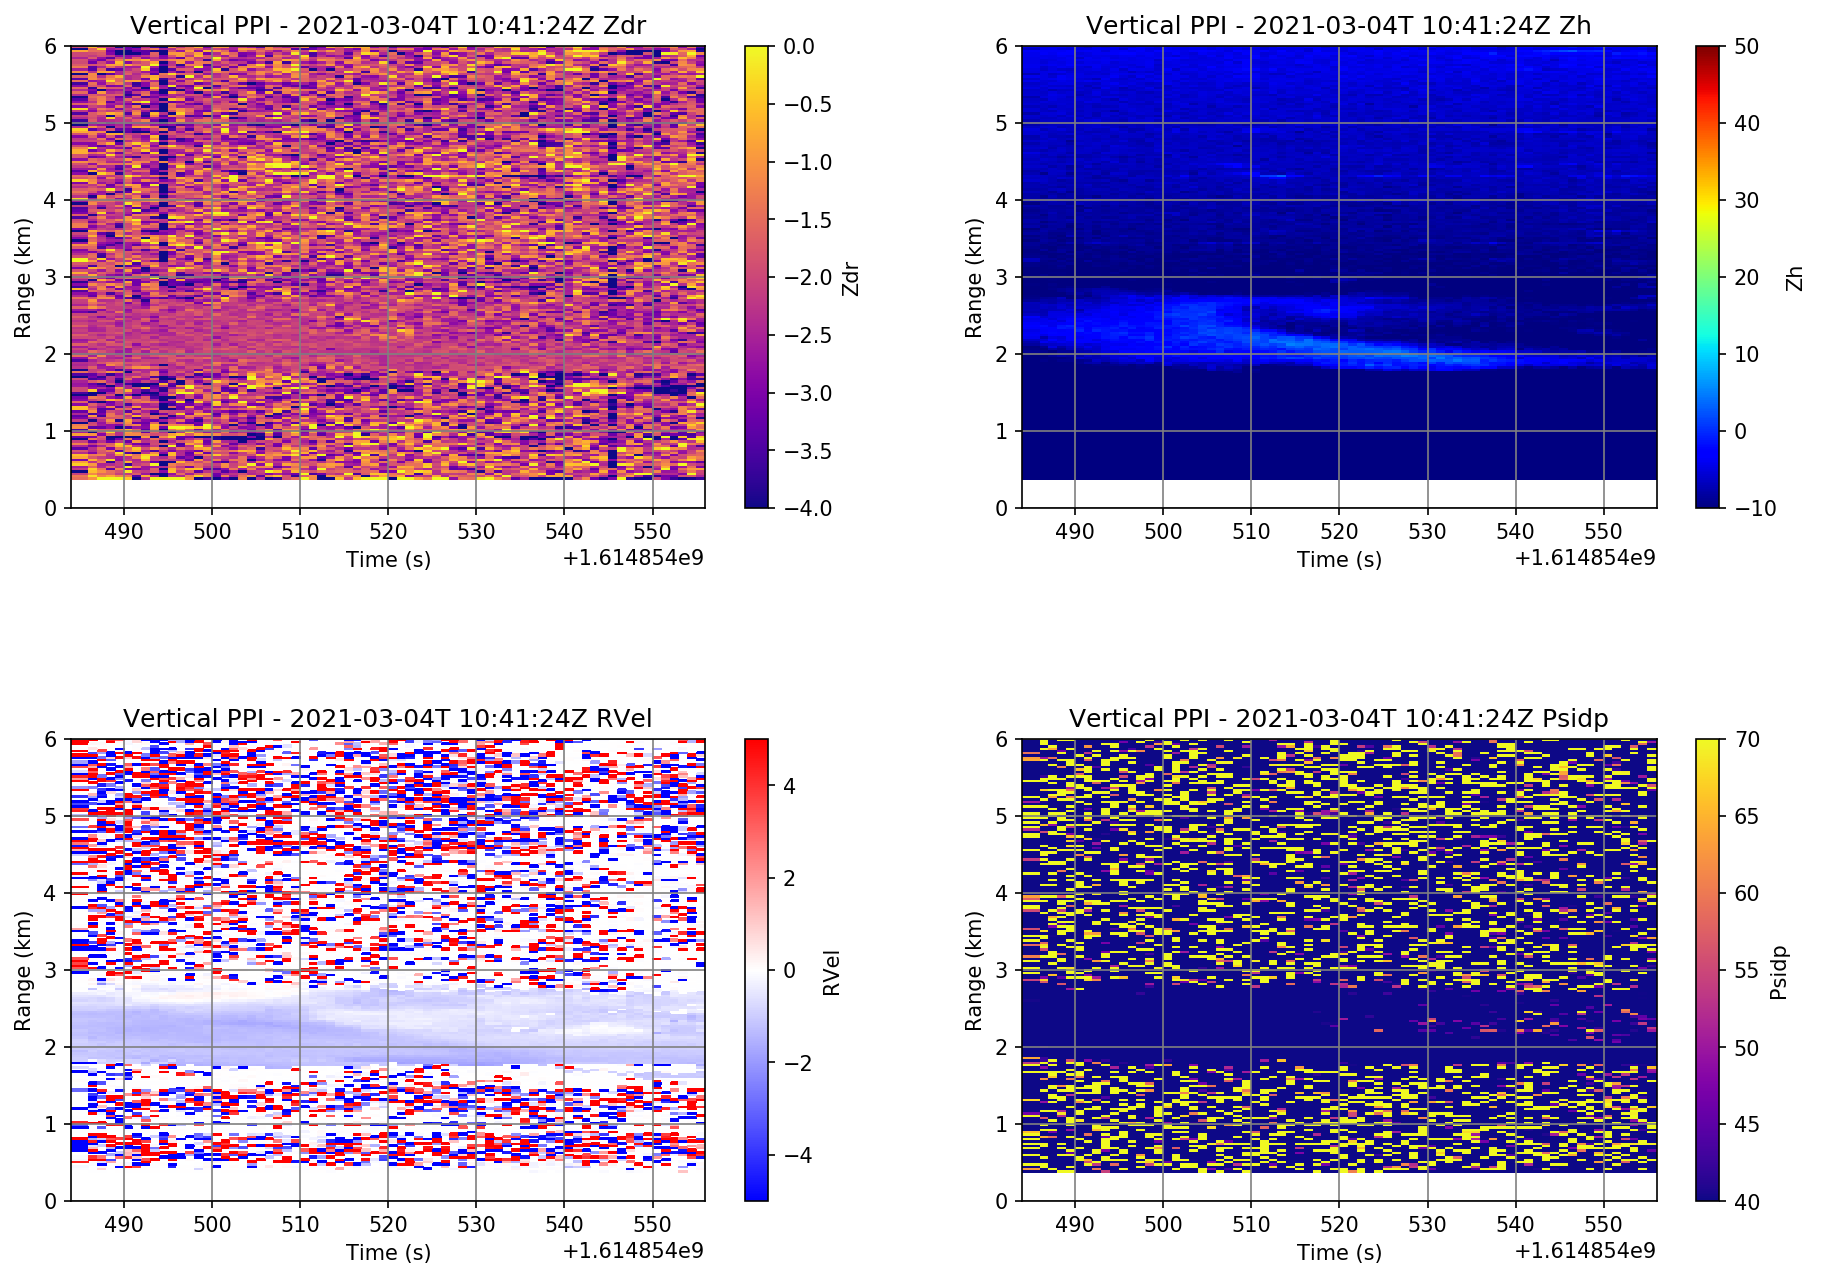 Vertical PPI - 2021-03-04T 10:41:24Z Zdr
6
5
4
3
2
1
0
Range (km)
490 500 510 520 530 540 550
Time (s)
+1.614854e9
0.0
−0.5
−1.0
−1.5
−2.0
−2.5
−3.0
−3.5
−4.0
Zdr
Vertical PPI - 2021-03-04T 10:41:24Z Zh
6
5
4
3
2
1
0
Range (km)
490 500 510 520 530 540 550
Time (s)
+1.614854e9
50
40
30
20
10
0
−10
Zh
Vertical PPI - 2021-03-04T 10:41:24Z RVel
6
5
4
3
2
1
0
Range (km)
490 500 510 520 530 540 550
Time (s)
+1.614854e9
4
2
0
−2
−4
RVel
Vertical PPI - 2021-03-04T 10:41:24Z Psidp
6
5
4
3
2
1
0
Range (km)
490 500 510 520 530 540 550
Time (s)
+1.614854e9
70
65
60
55
50
45
40
Psidp